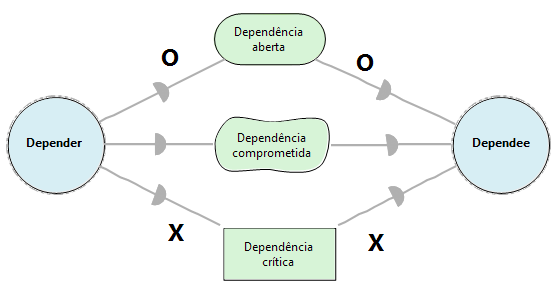 Dependência
aberta
O
O
Depender
Dependência
comprometida
Dependee
X
X
Dependência
crítica